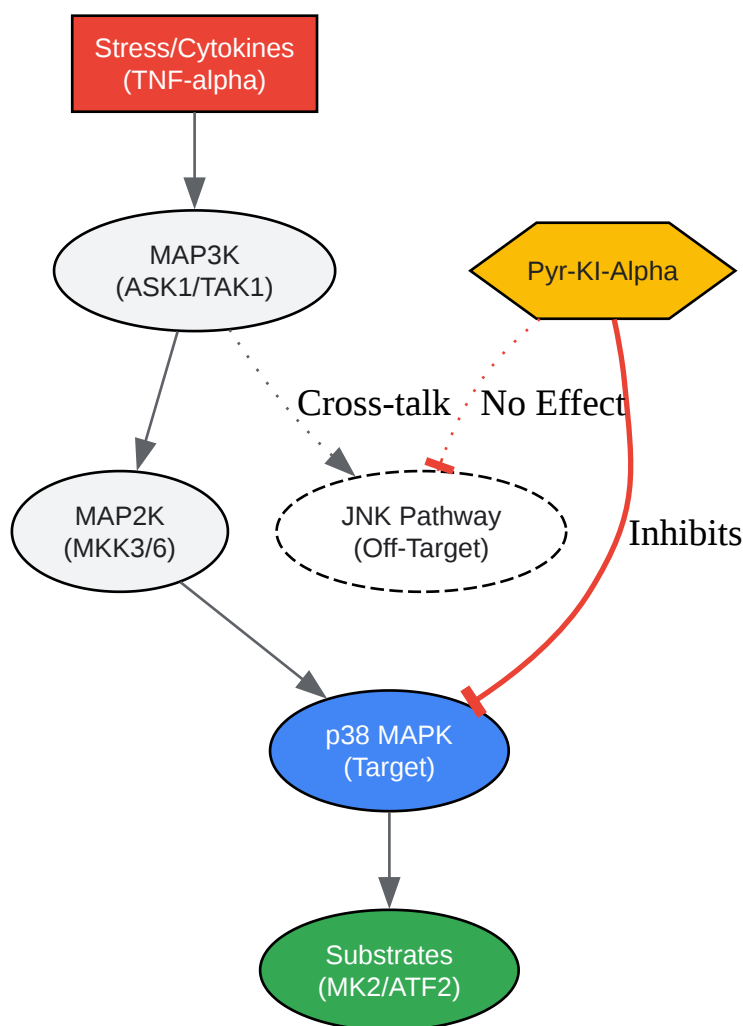 Stress/Cytokines
(TNF-alpha)
MAP3K
(ASK1/TAK1)
Pyr-KI-Alpha
Cross-talk
No Effect
MAP2K
(MKK3/6)
JNK Pathway
(Off-Target)
Inhibits
p38 MAPK
(Target)
Substrates
(MK2/ATF2)